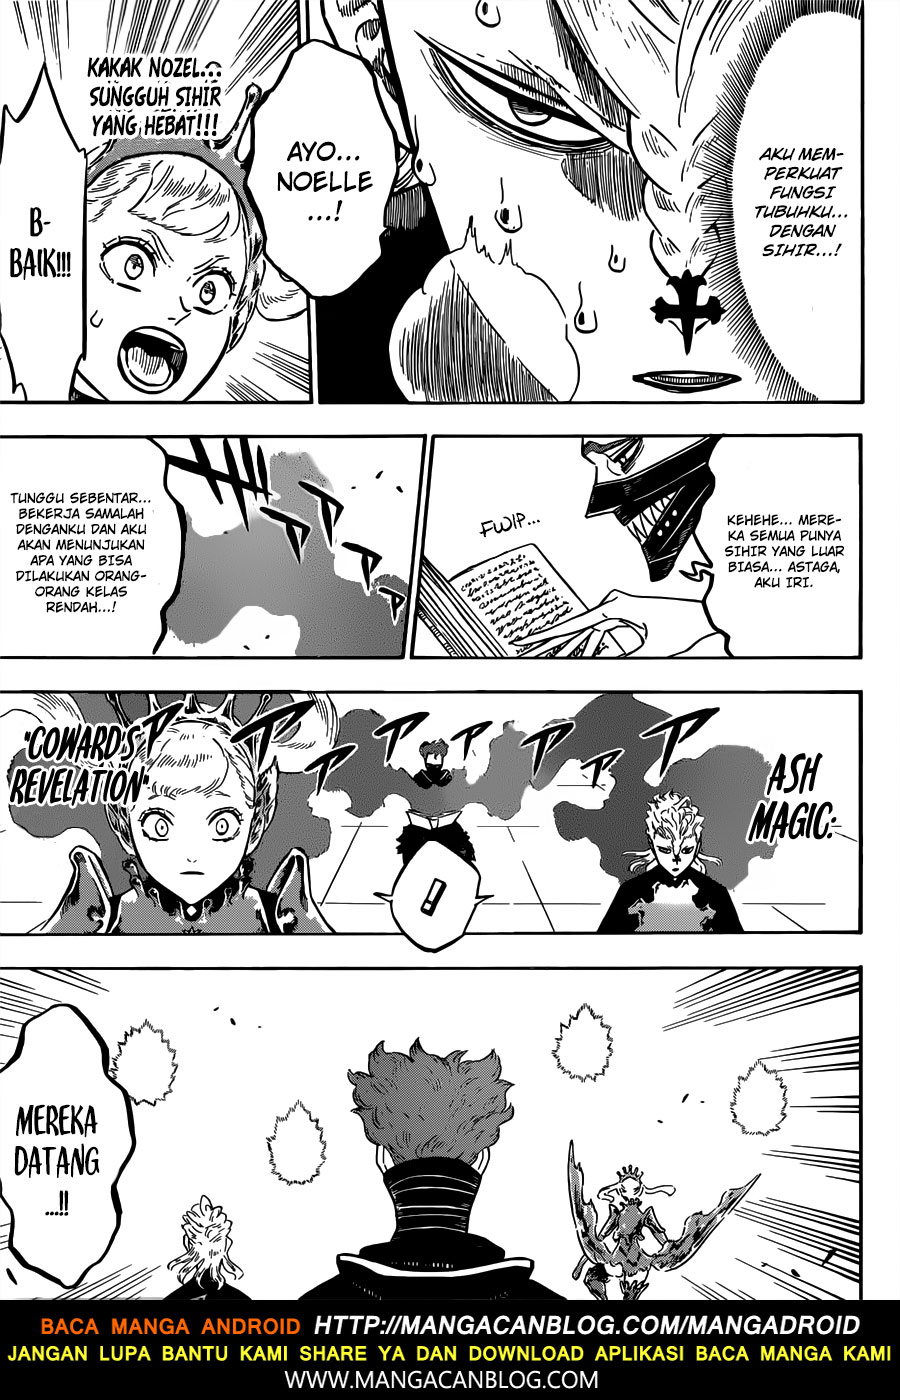 AKU MEM-
PERKUAT
FUNGSI
TUBUHKU...
DENGAN
SIHIR...!
AYO...
NOELLE
...!
KAKAK NOZEL...
SUNGGUH SIHIR
YANG HEBAT!!!
B-
BAIK!!!
KEHEHE... MERE-
KA SEMUA PUNYA
SIHIR YANG LUAR
BIASA... ASTAGA,
AKU IRI.
FWIP...
TUNGGU SEBENTAR...
BEKERJA SAMALAH
DENGANKU DAN AKU
AKAN MENUNJUKAN
APA YANG BISA
DILAKUKAN ORANG-
ORANG KELAS
RENDAH...!
ASH
MAGIC:
"COWARD'S
REVELATION"
!
MEREKA
DATANG
...!!
BACA MANGA ANDROID HTTP://MANGACANBLOG.COM/MANGADROID
JANGAN LUPA BANTU KAMI SHARE YA DAN DOWNLOAD APLIKASI BACA MANGA KAMI
WWW.MANGACANBLOG.COM